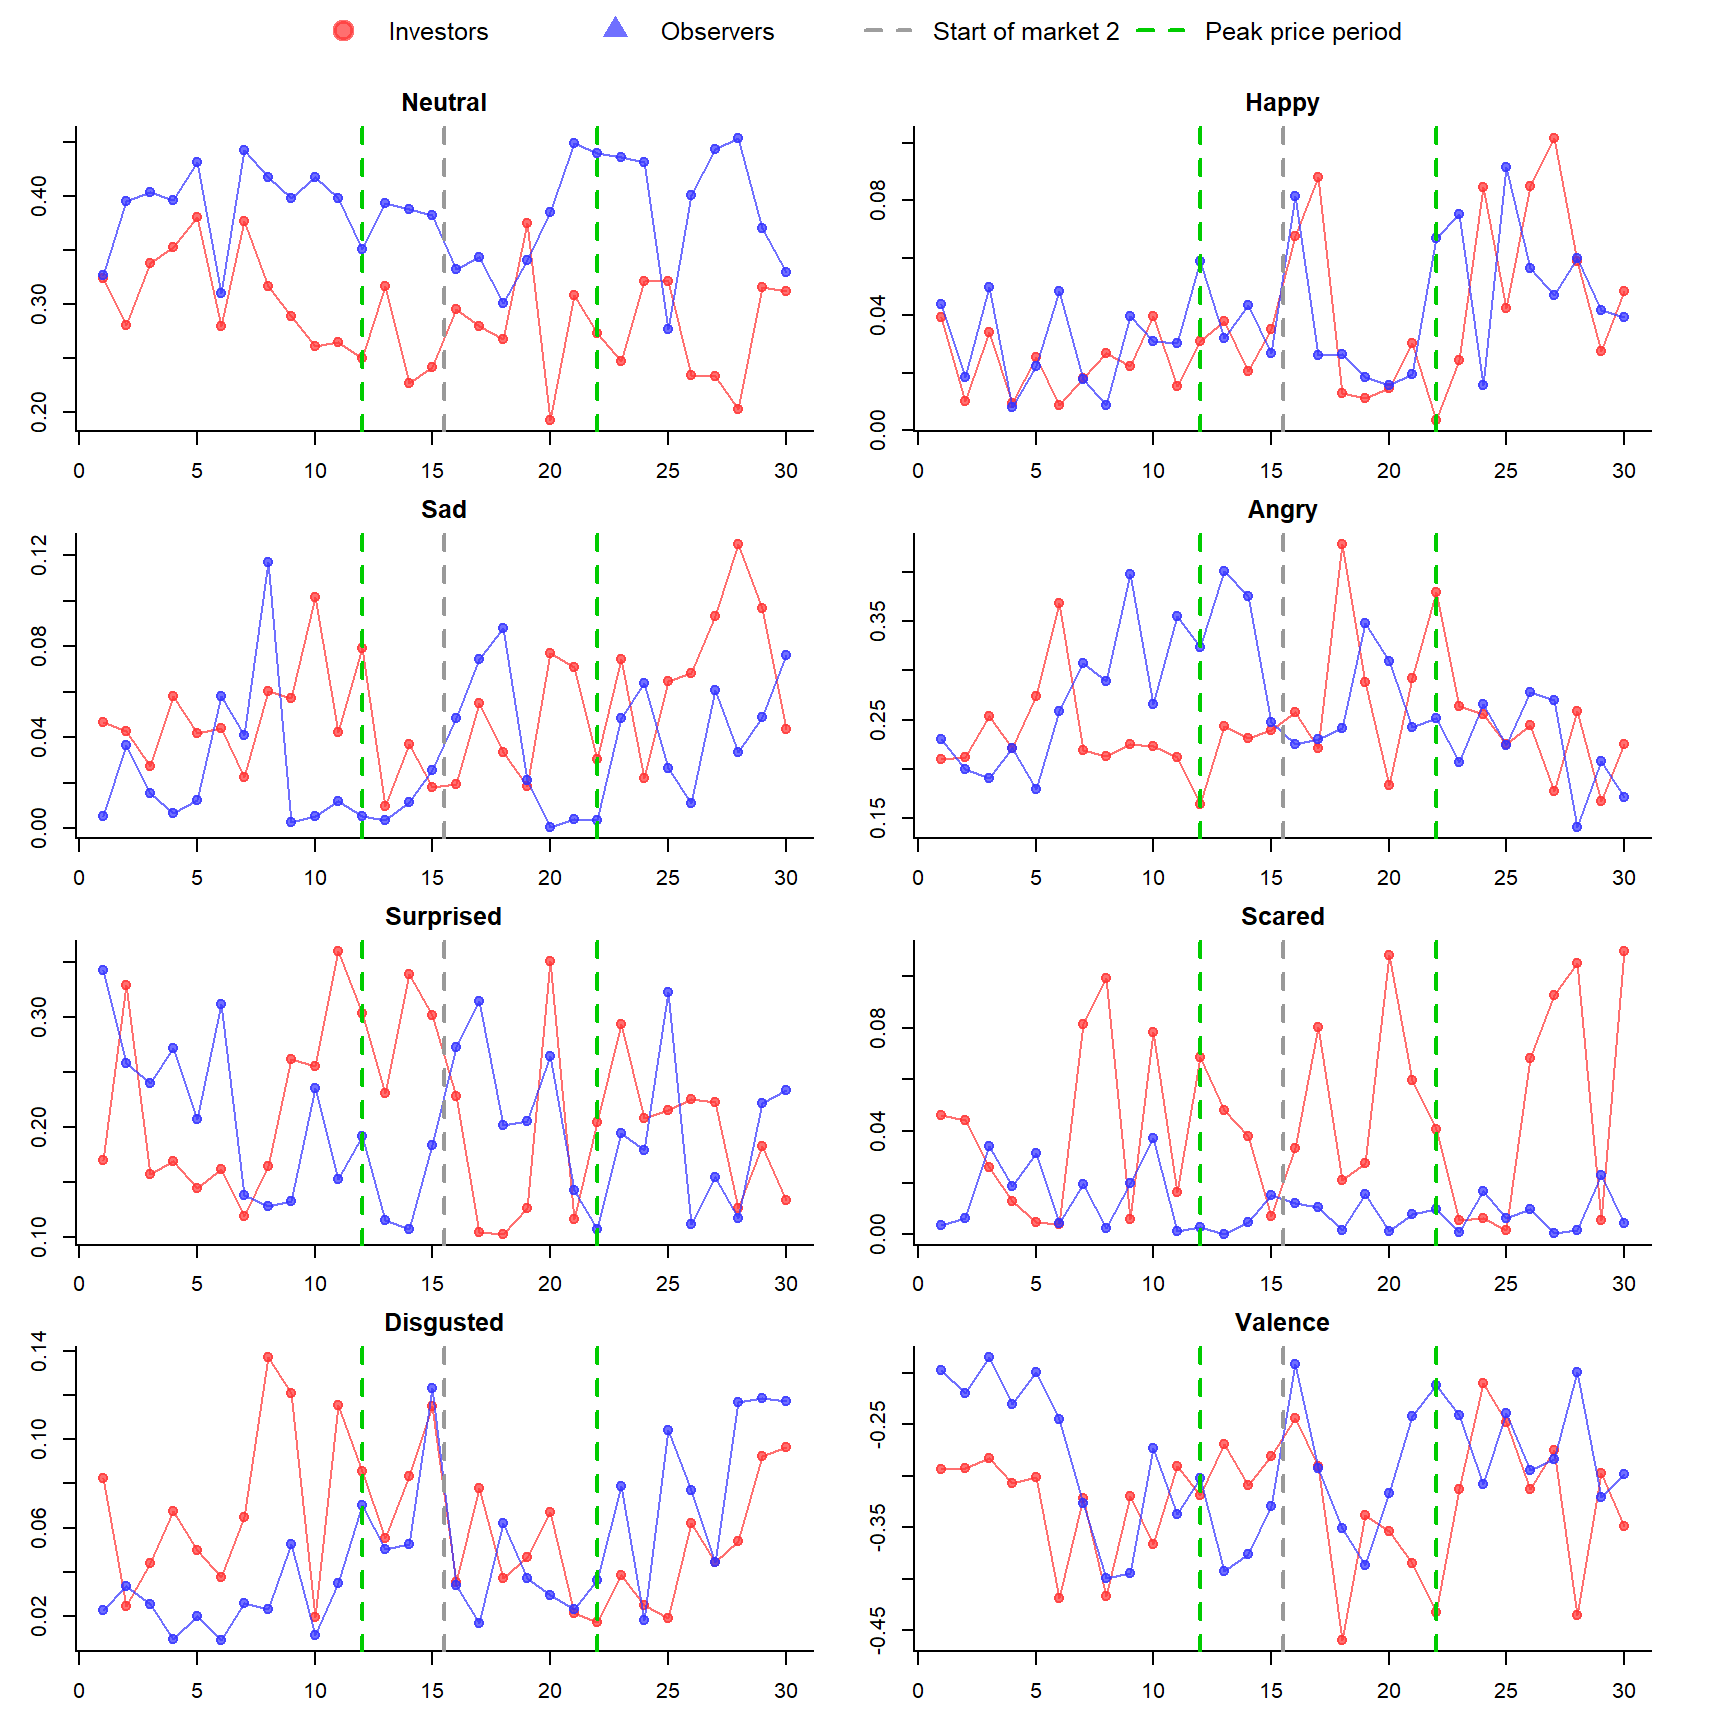 Investors Observers Start of market 2 Peak price period
Neutral Happy
0.20 0.30 0.40
0.00 0.04 0.08
0 5 10 15 20 25 30 0 5 10 15 20 25 30
Sad Angry
0.00 0.04 0.08 0.12
0.15 0.25 0.35
0 5 10 15 20 25 30 0 5 10 15 20 25 30
Surprised Scared
0.10 0.20 0.30
0.00 0.04 0.08
0 5 10 15 20 25 30 0 5 10 15 20 25 30
Disgusted Valence
0.02 0.06 0.10 0.14
-0.45 -0.35 -0.25
0 5 10 15 20 25 30 0 5 10 15 20 25 30